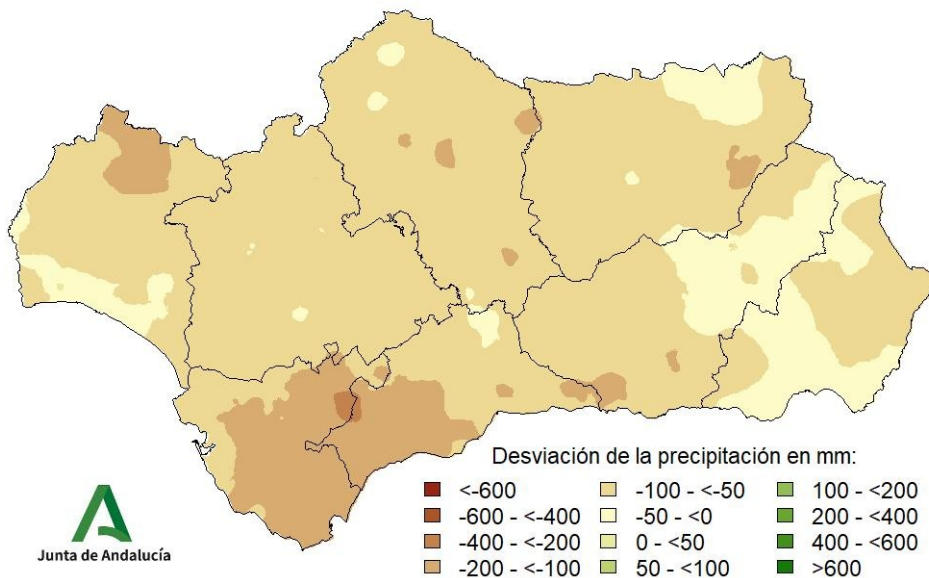 Desviación de la precipitación en mm:
<-600
-600 - <-400
-400 - <-200
-200 - <-100
-100 - <-50
-50 - <0
0 - <50
50 - <100
100 - <200
200 - <400
400 - <600
>600
Junta de Andalucía